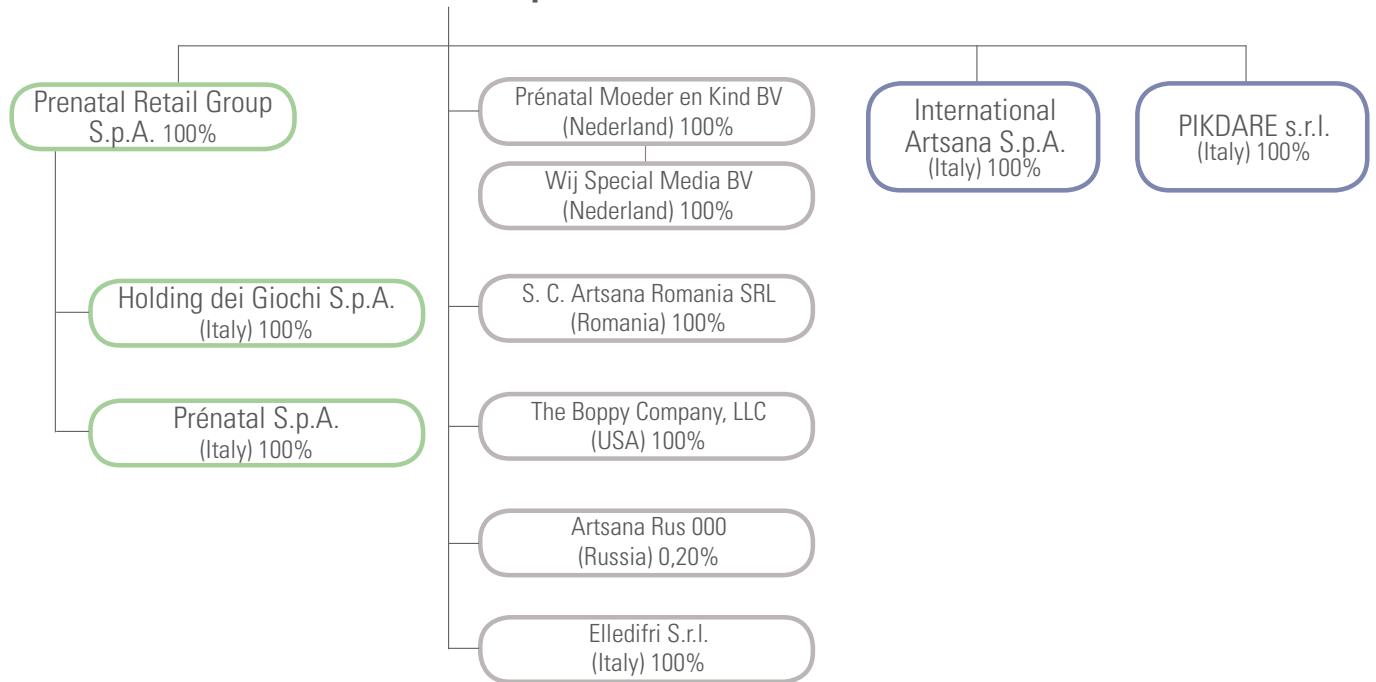 Prenatal Retail Group
S.p.A. 100%
Holding dei Giochi S.p.A.
(Italy) 100%
Prénatal S.p.A.
(Italy) 100%
Prénatal Moeder en Kind BV
(Nederland) 100%
Wij Special Media BV
(Nederland) 100%
S. C. Artsana Romania SRL
(Romania) 100%
The Boppy Company, LLC
(USA) 100%
Artsana Rus 000
(Russia) 0,20%
Elledifri S.r.l.
(Italy) 100%
International
Artsana S.p.A.
(Italy) 100%
PIKDARE s.r.l.
(Italy) 100%